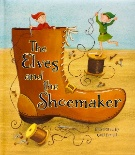 The Elves
and the
Shoemaker